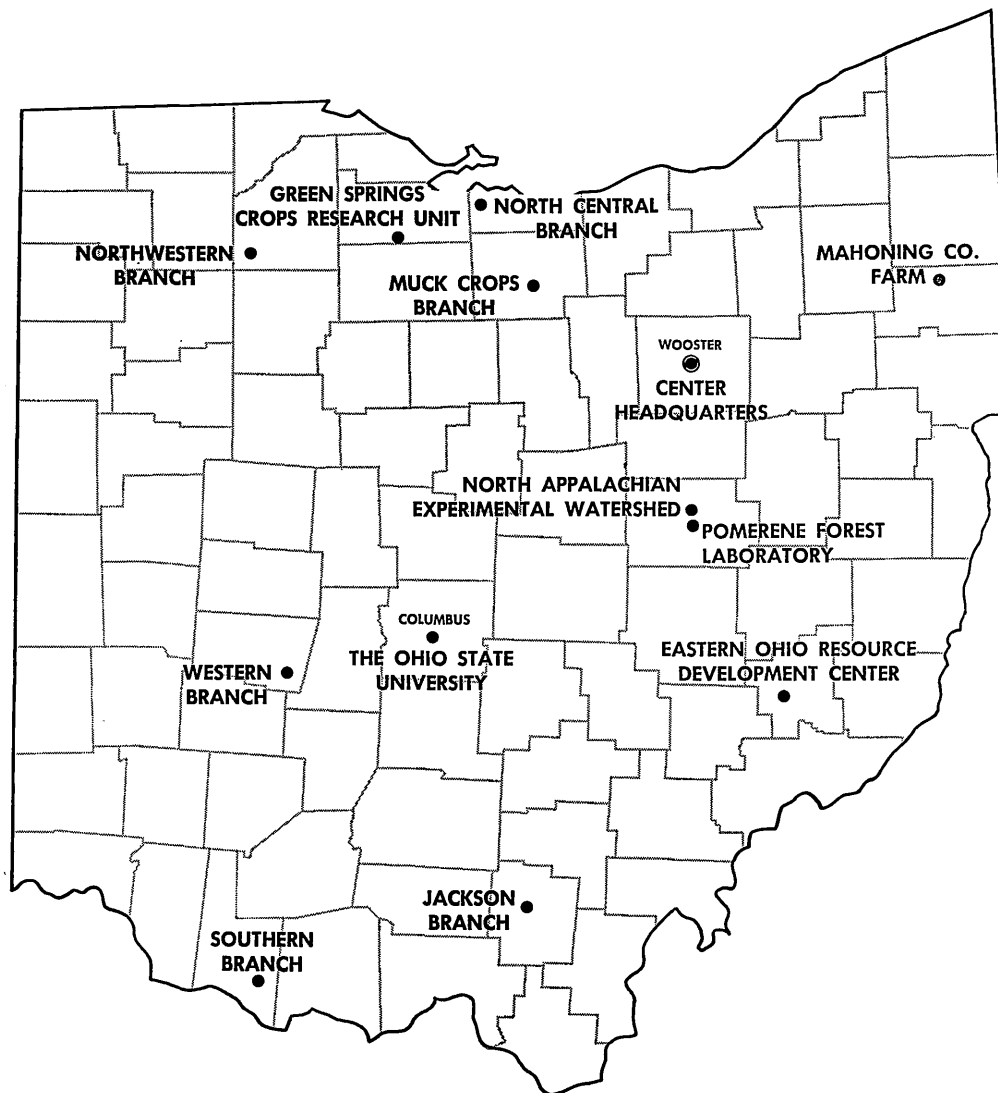 GREEN SPRINGS
CROPS RESEARCH UNIT
NORTH CENTRAL
BRANCH
NORTHWESTERN
BRANCH
MAHONING CO.
FARM
MUCK CROPS
BRANCH
WOOSTER
CENTER
HEADQUARTERS
NORTH APPALACHIAN
EXPERIMENTAL WATERSHED
POMERENE FOREST
LABORATORY
COLUMBUS
THE OHIO STATE
UNIVERSITY
EASTERN OHIO RESOURCE
DEVELOPMENT CENTER
WESTERN
BRANCH
JACKSON
BRANCH
SOUTHERN
BRANCH